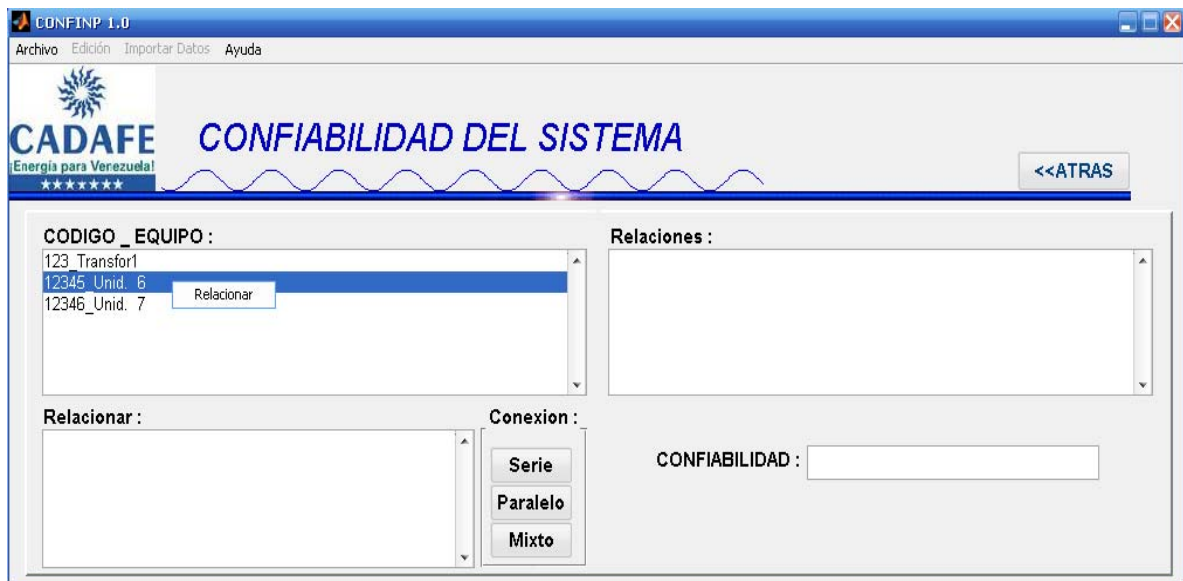 CONFINP 1.0
Archivo Edición Importar Datos Ayuda
CADAFE
¡Energía para Venezuela!
CONFIABILIDAD DEL SISTEMA
<<ATRAS
CODIGO _ EQUIPO :
123_Transfor1
12345_Unid. 6
Relacionar
12346_Unid. 7
Relaciones :
Relacionar :
Conexion :
Serie
Paralelo
Mixto
CONFIABILIDAD :